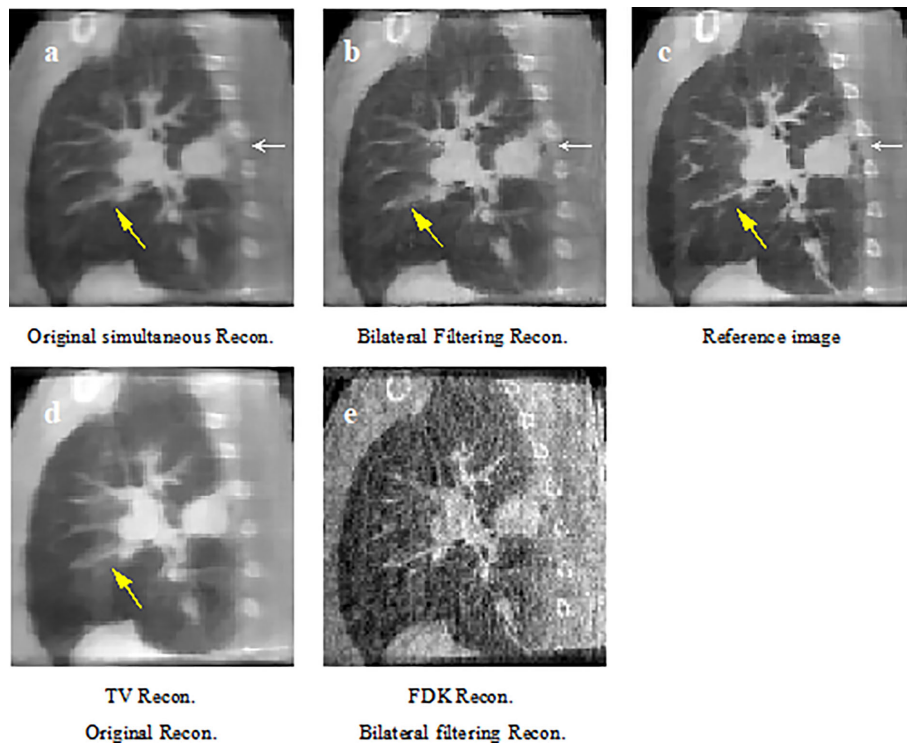 a
b
c
Original simultaneous Recon.
Bilateral Filtering Recon.
Reference image
d
e
TV Recon.
FDK Recon.
Original Recon.
Bilateral filtering Recon.